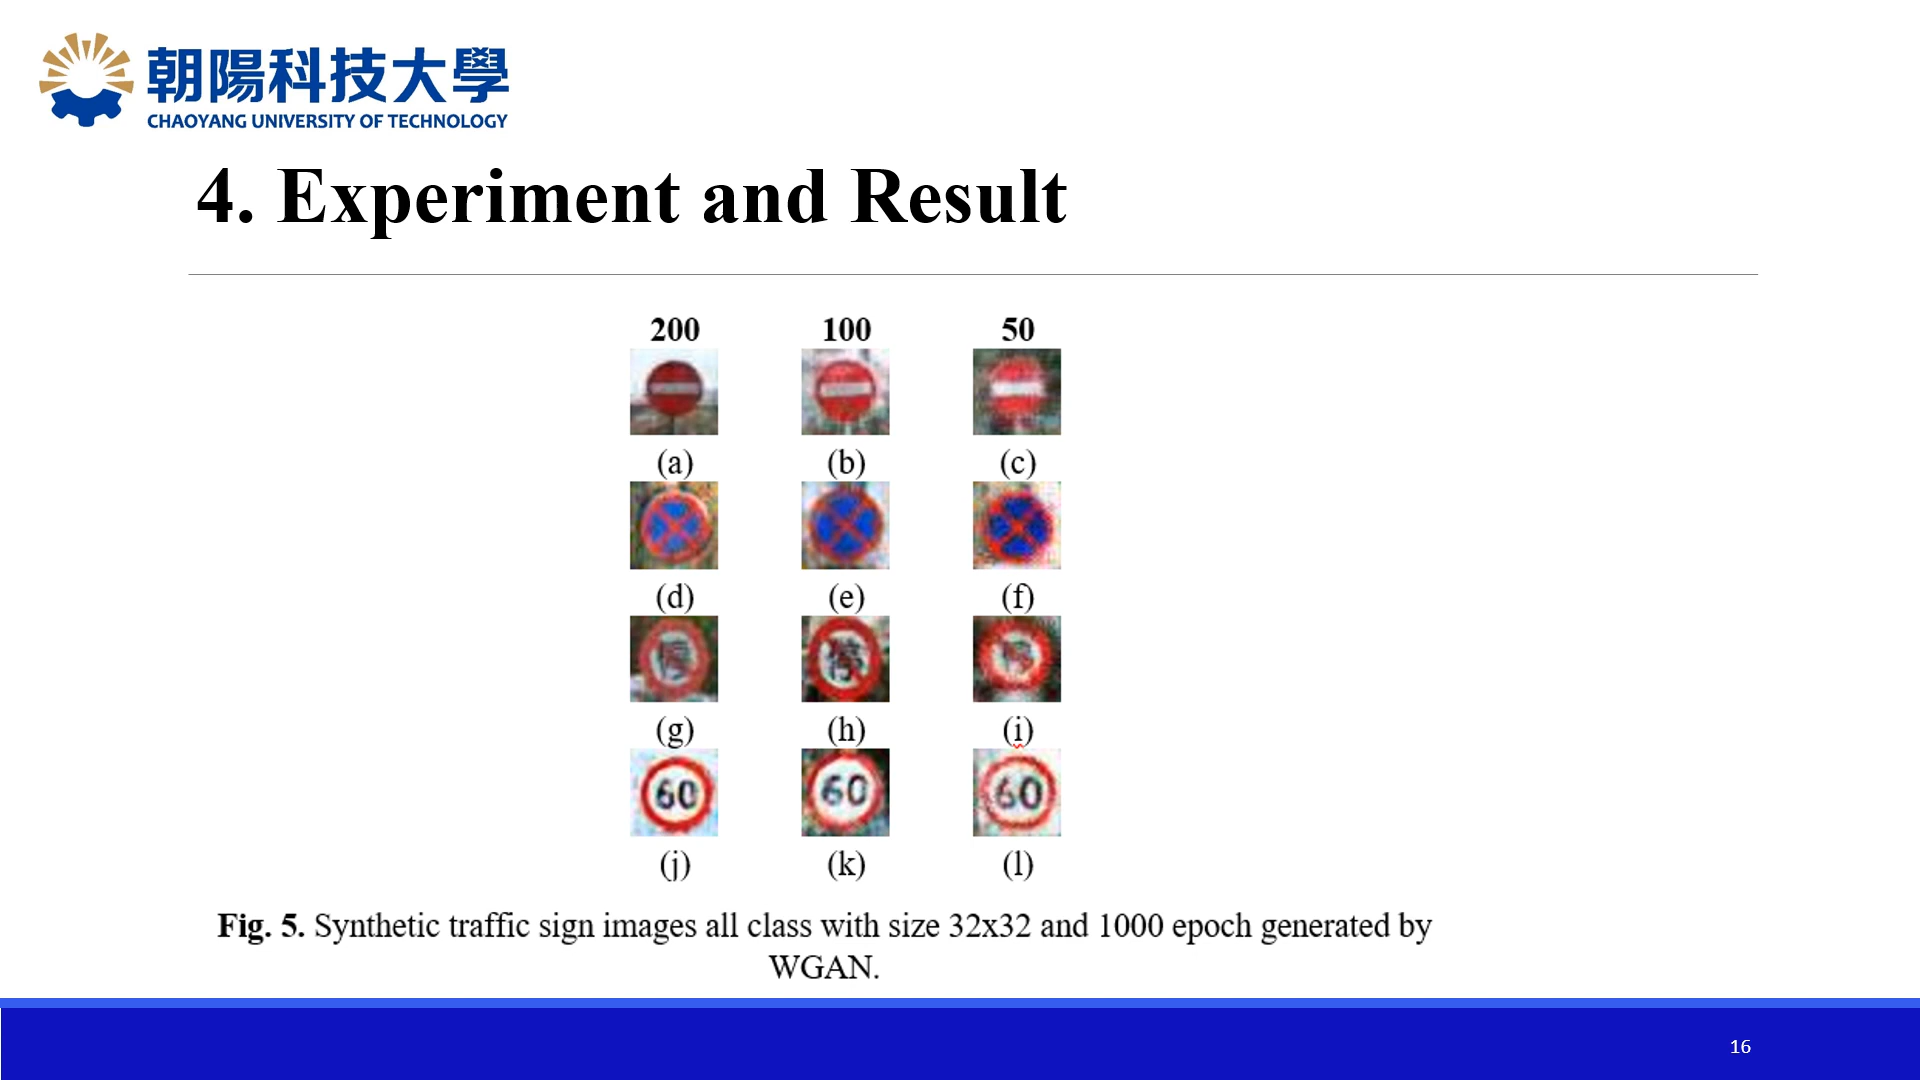 朝陽科技大學
CHAOYANG UNIVERSITY OF TECHNOLOGY
4. Experiment and Result
200 100 50
(a) (b) (c)
(d) (e) (f)
(g) (h) (i)
60 60 60
(j) (k) (l)
Fig. 5. Synthetic traffic sign images all class with size 32x32 and 1000 epoch generated by
WGAN.
16